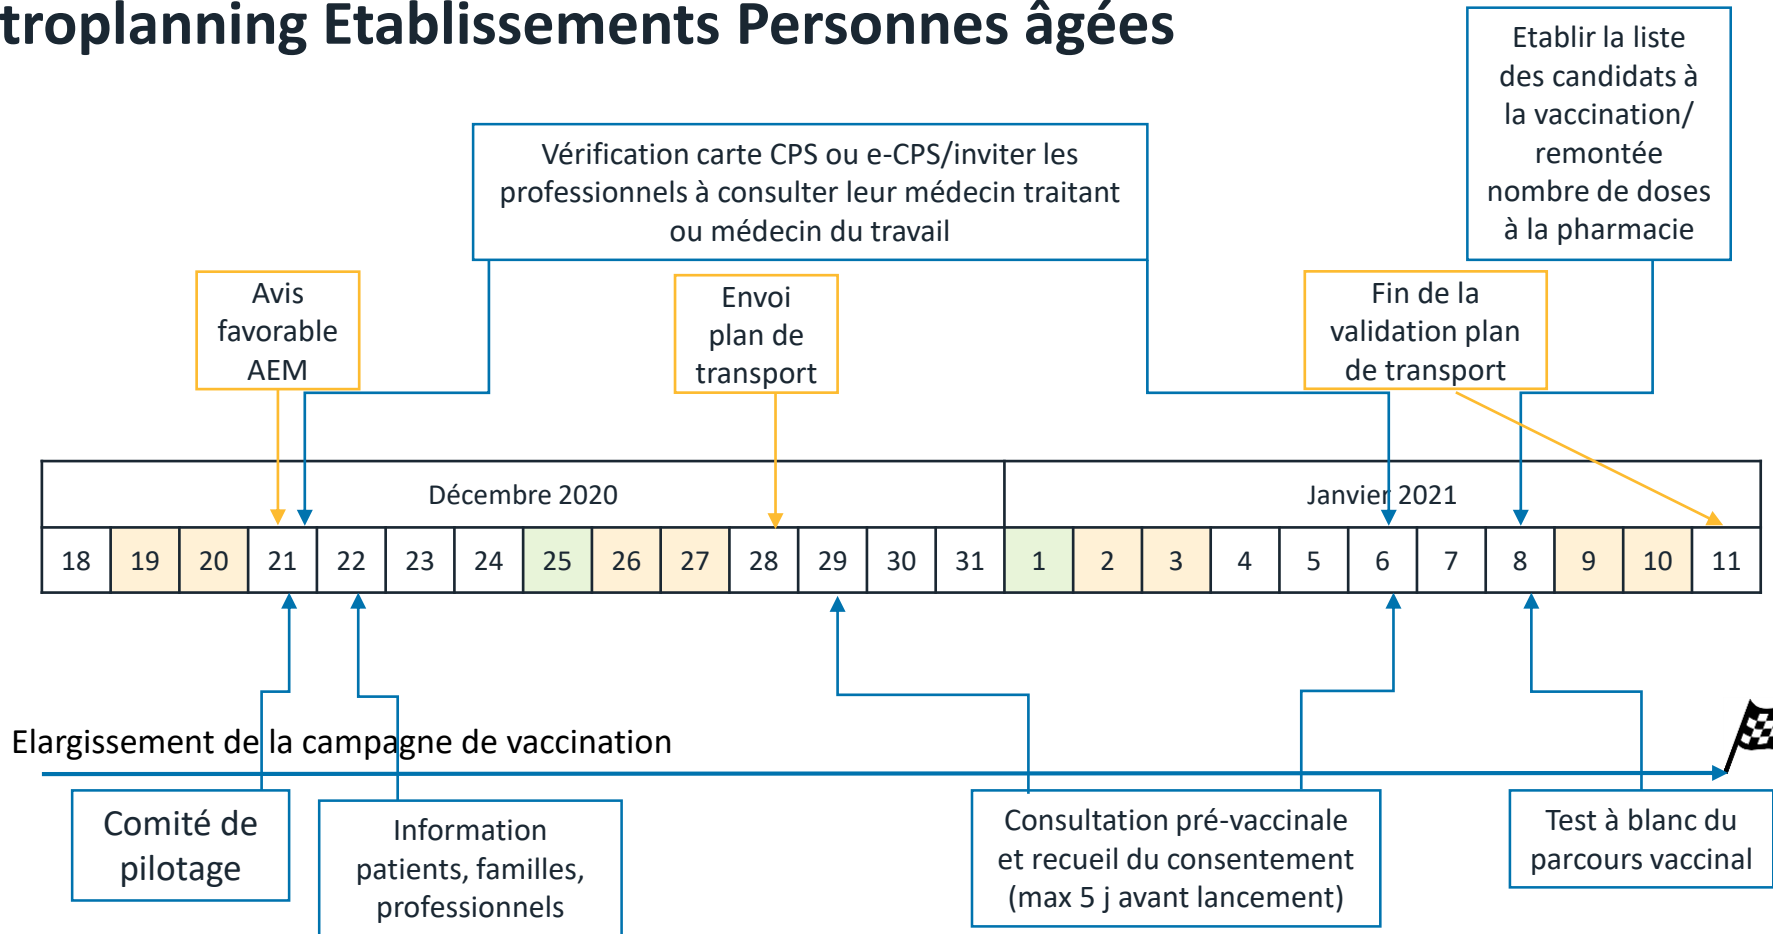 troplanning Etablissements Personnes âgées
Etablir la liste
des candidats à
la vaccination/
remontée
nombre de doses
à la pharmacie
Vérification carte CPS ou e-CPS/inviter les
professionnels à consulter leur médecin traitant
ou médecin du travail
Avis
favorable
AEM
Envoi
plan de
transport
Fin de la
validation plan
de transport
Décembre 2020
Janvier 2021
18 19 20 21 22 23 24 25 26 27 28 29 30 31 1 2 3 4 5 6 7 8 9 10 11
Elargissement de la campagne de vaccination
Comité de
pilotage
Information
patients, familles,
professionnels
Consultation pré-vaccinale
et recueil du consentement
(max 5 j avant lancement)
Test à blanc du
parcours vaccinal